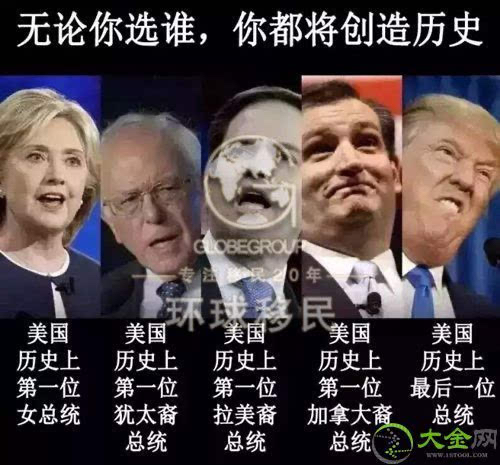 无论你选谁，你都将创造历史
GLOBEGROUP
专注移民20年
环球移民
美国
历史上
第一位
女总统
美国
历史上
第一位
犹太裔
总统
美国
历史上
第一位
拉美裔
总统
美国
历史上
第一位
加拿大裔
总统
美国
历史上
最后一位
总统
大金网
www.1stgol.com